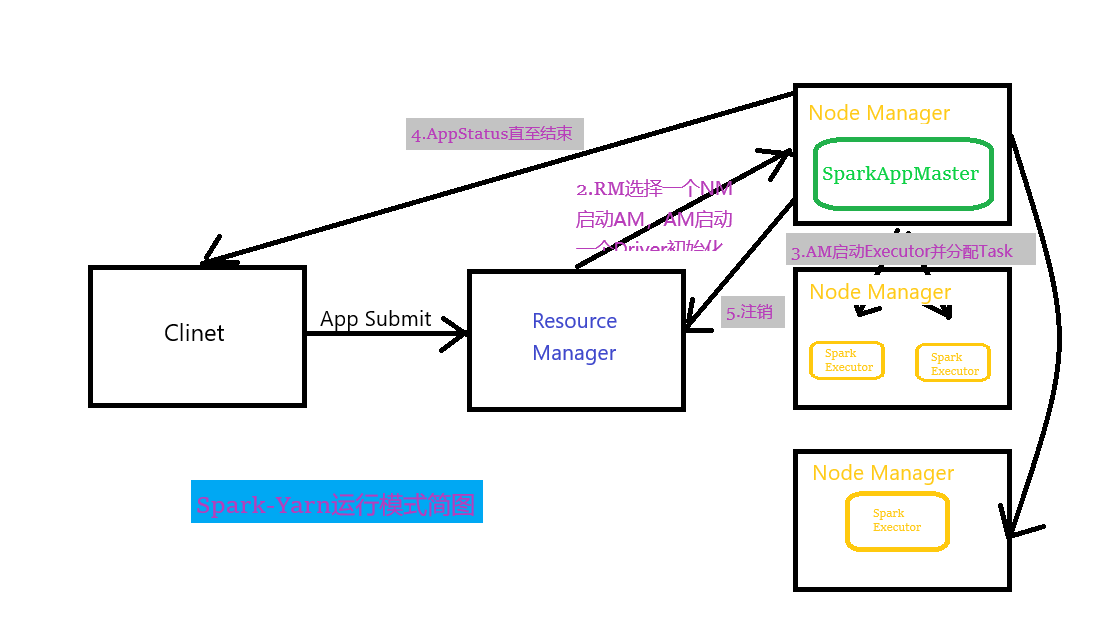 Node Manager
SparkAppMaster
4.AppStatus直至结束
2.RM选择一个NM
启动AM，AM启动
一个Driver初始化
3.AM启动Executor并分配Task
Node Manager
Spark
Executor
Spark
Executor
5.注销
Clinet
App Submit
Resource
Manager
Spark-Yarn运行模式简图
Node Manager
Spark
Executor